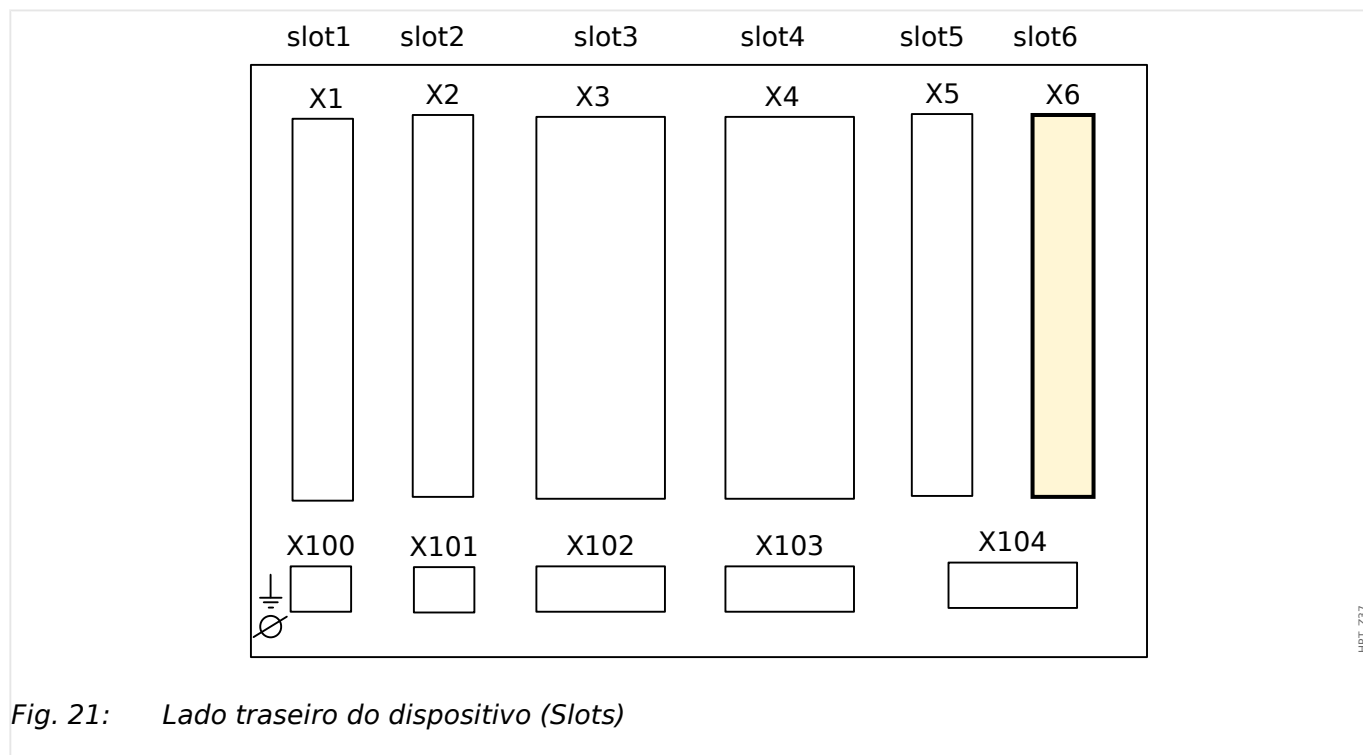 slot1 slot2 slot3 slot4 slot5 slot6
X1 X2 X3 X4 X5 X6
X100 X101 X102 X103 X104
Fig. 21: Lado traseiro do dispositivo (Slots)